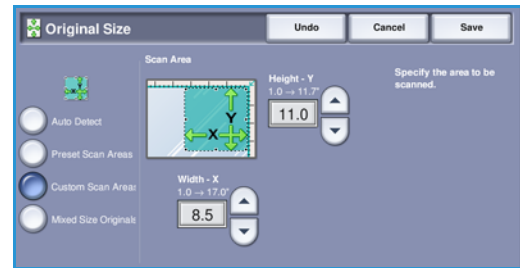 Original Size
Undo
Cancel
Save
Scan Area
Auto Detect
Preset Scan Areas
Custom Scan Areas
Mixed Size Originals
Y
X
Height - Y
1.0 → 11.7"
11.0
Width - X
1.0 → 17.0"
8.5
Specify the area to be
scanned.